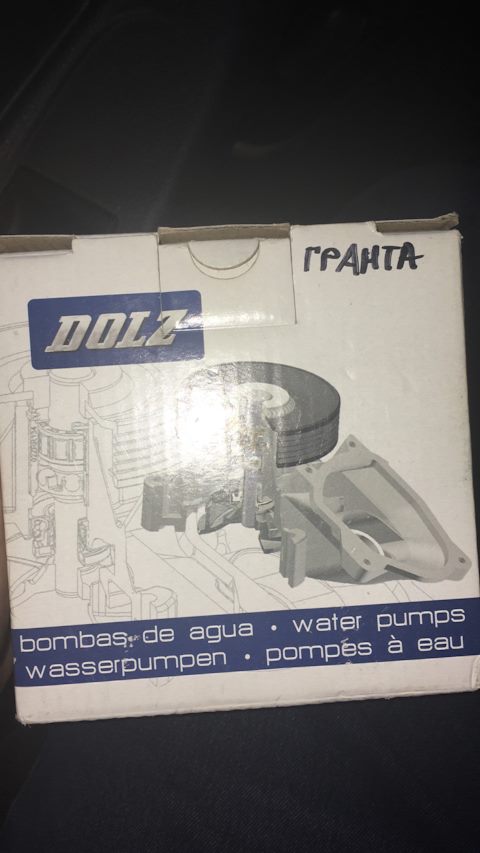 ГРАНТА
DOLZ
bombas de agua • water pumps
wasserpumpen • pompes à eau